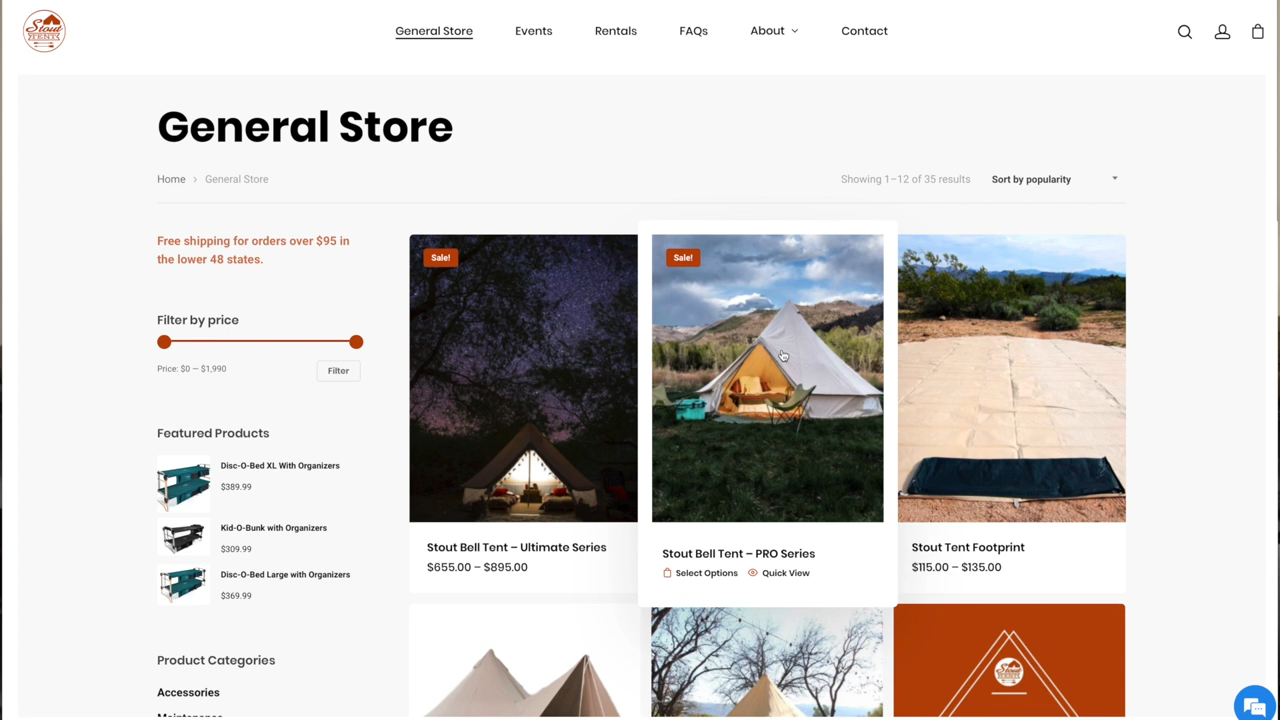 Stout
TENTS
General Store
Events
Rentals
FAQs
About
Contact
General Store
Home > General Store
Showing 1–12 of 35 results
Sort by popularity
Free shipping for orders over $95 in
the lower 48 states.
Filter by price
Price: $0 — $1,990
Filter
Featured Products
Disc-O-Bed XL With Organizers
$389.99
Kid-O-Bunk with Organizers
$309.99
Disc-O-Bed Large with Organizers
$369.99
Product Categories
Accessories
Maintenance
Sale!
Stout Bell Tent – Ultimate Series
$655.00 – $895.00
Sale!
Stout Bell Tent – PRO Series
Select Options
Quick View
Stout Tent Footprint
$115.00 – $135.00